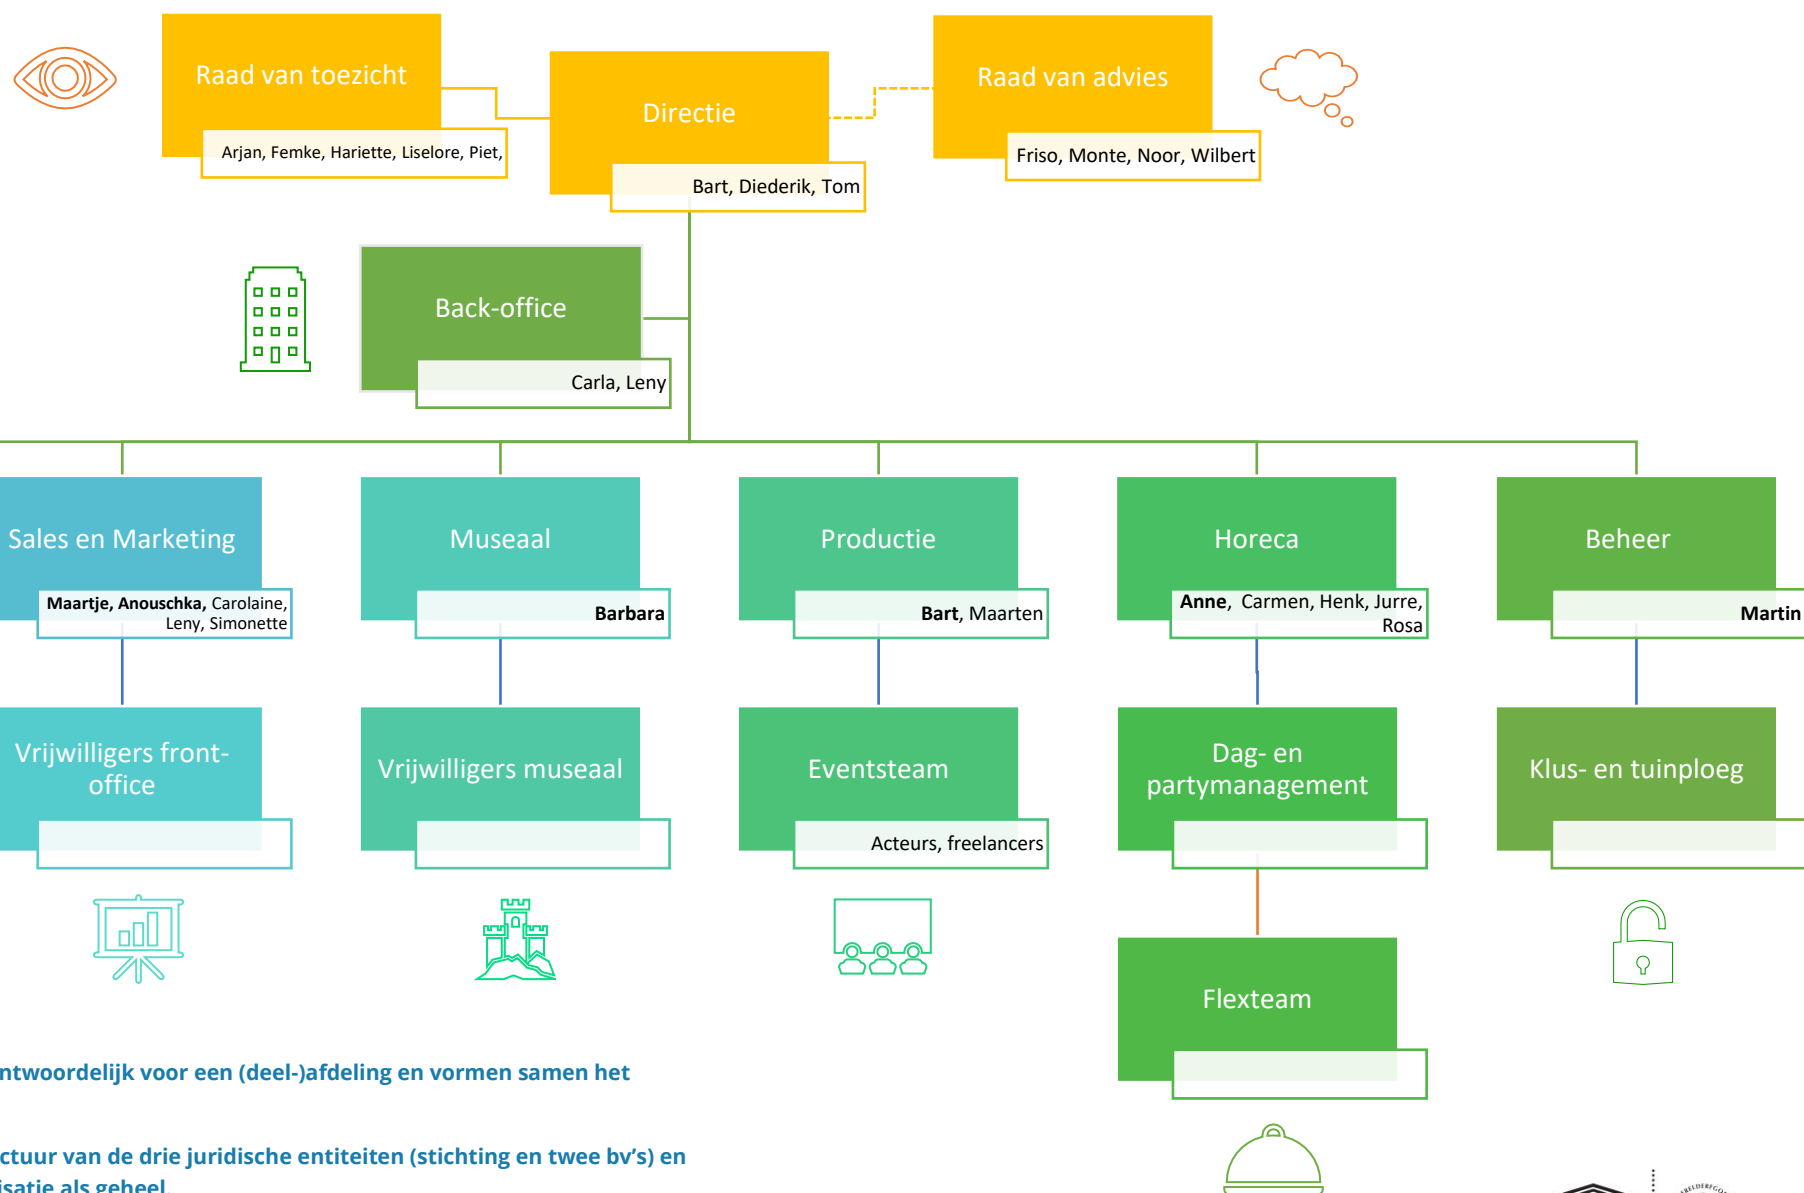 Raad van toezicht
Arjan, Femke, Hariette, Liselore, Piet,
Directie
Bart, Diederik, Tom
Raad van advies
Friso, Monte, Noor, Wilbert
Back-office
Carla, Leny
Sales en Marketing
Maartje, Anouschka, Carolaine,
Leny, Simonette
Museaal
Barbara
Productie
Bart, Maarten
Horeca
Anne, Carmen, Henk, Jurre,
Rosa
Beheer
Martin
Vrijwilligers front-
office
Vrijwilligers museaal
Eventsteam
Acteurs, freelancers
Dag- en
partymanagement
Klus- en tuinploeg
Flexteam
ntwoordelijk voor een (deel-)afdeling en vormen samen het
ctuur van de drie juridische entiteiten (stichting en twee bv's) en
isatie als geheel.